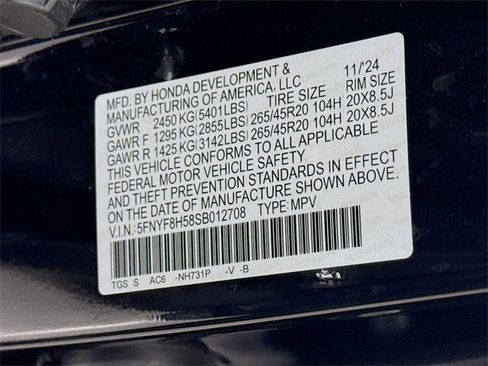 MFD. BY HONDA DEVELOPMENT & 11/'24
MANUFACTURING OF AMERICA, LLC
GVWR 2450 KG(5401LBS) TIRE SIZE RIM SIZE
GAWR F 1295 KG(2855LBS) 265/45R20 104H 20X8.5J
GAWR R 1425 KG(3142LBS) 265/45R20 104H 20X8.5J
THIS VEHICLE CONFORMS TO ALL APPLICABLE
FEDERAL MOTOR VEHICLE SAFETY
AND THEFT PREVENTION STANDARDS IN EFFECT
ON THE DATE OF MANUFACTURE SHOWN ABOVE.
V.I.N.:5FNYF8H58SB012708 TYPE:MPV
TGS S AC6 -NH731P -V -B